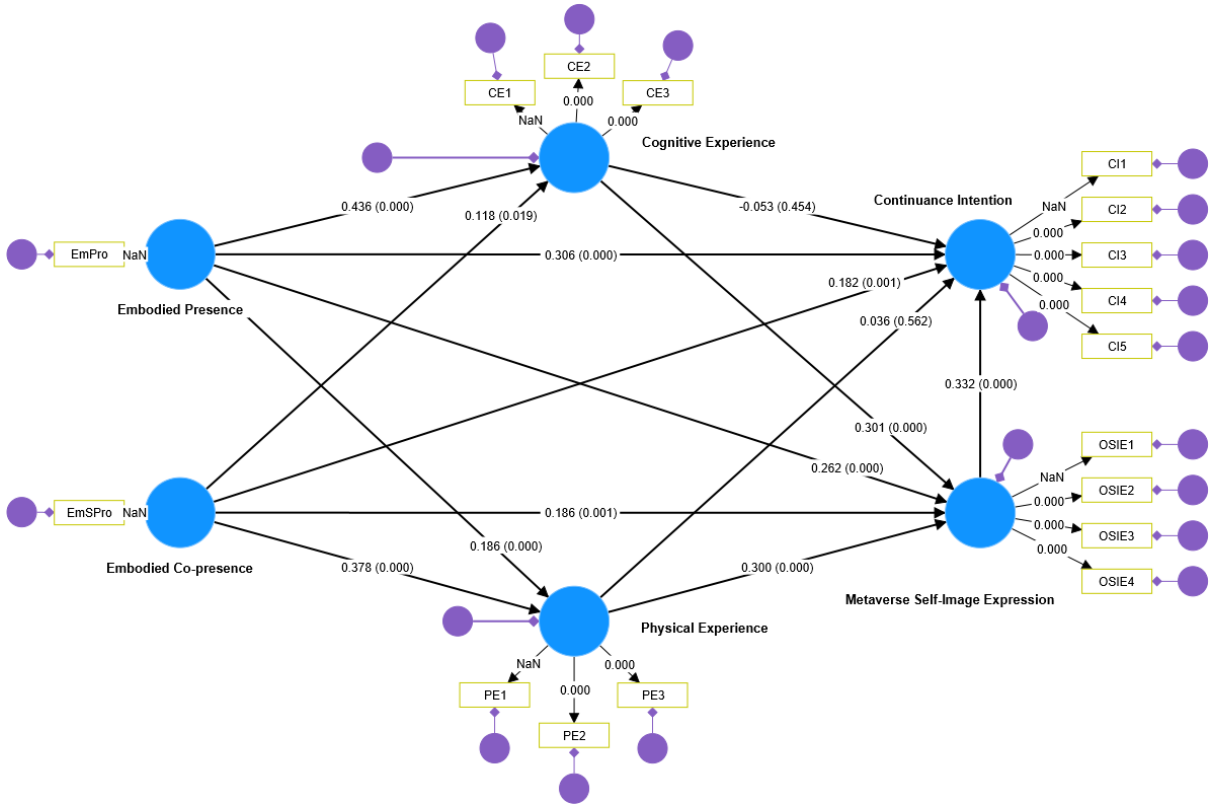 CE2
CE1
CE3
0.000
NaN
0.000
Cognitive Experience
CI1
0.436 (0.000)
0.118 (0.019)
-0.053 (0.454)
Continuance Intention
NaN
CI2
0.000
EmPro
NaN
0.306 (0.000)
0.000
CI3
0.000
CI4
0.182 (0.001)
0.000
Embodied Presence
0.036 (0.562)
CI5
0.332 (0.000)
0.301 (0.000)
OSIE1
0.262 (0.000)
NaN
OSIE2
0.000
EmSPro
NaN
0.186 (0.001)
0.000
OSIE3
0.186 (0.000)
0.000
Embodied Co-presence
0.378 (0.000)
0.300 (0.000)
OSIE4
Metaverse Self-Image Expression
Physical Experience
NaN
0.000
0.000
PE1
PE3
PE2